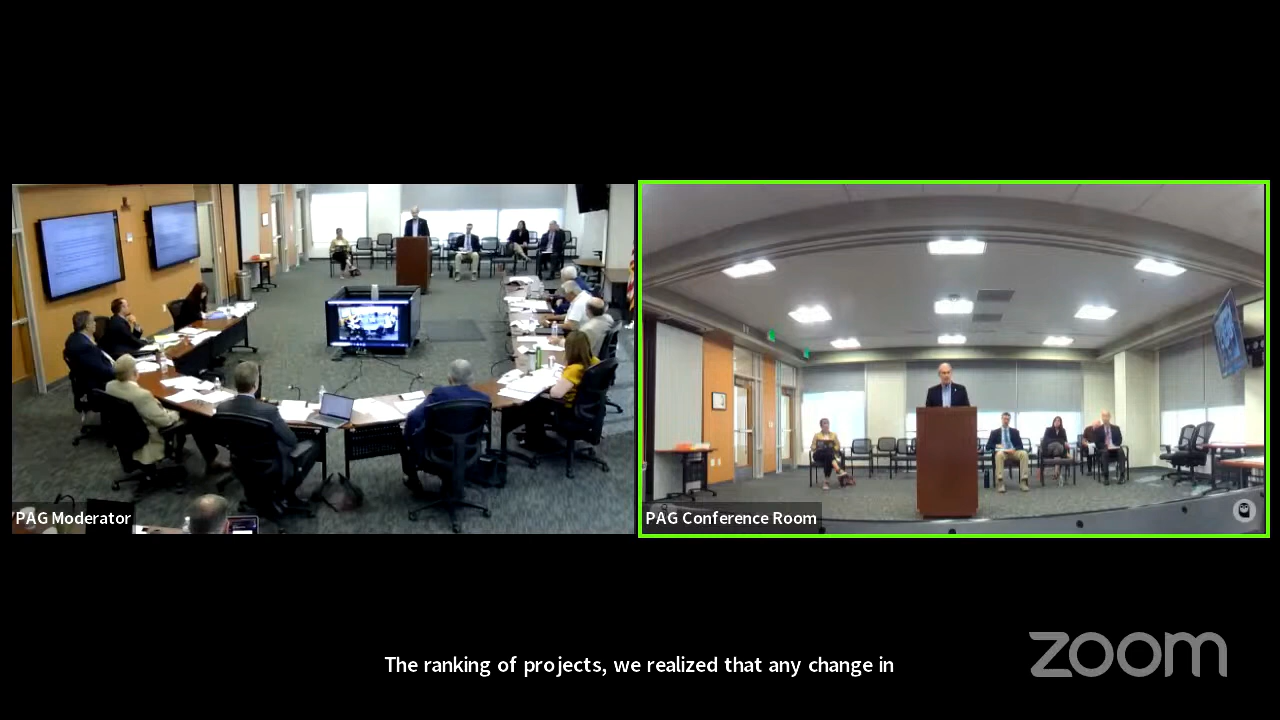 PAG Moderator
PAG Conference Room
The ranking of projects, we realized that any change in
zoom